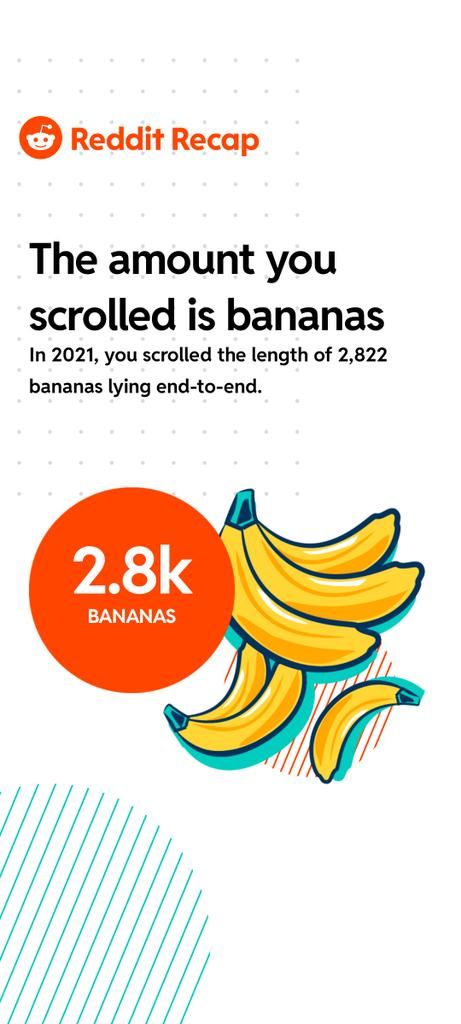 Reddit Recap
The amount you
scrolled is bananas
In 2021, you scrolled the length of 2,822
bananas lying end-to-end.
2.8k
BANANAS